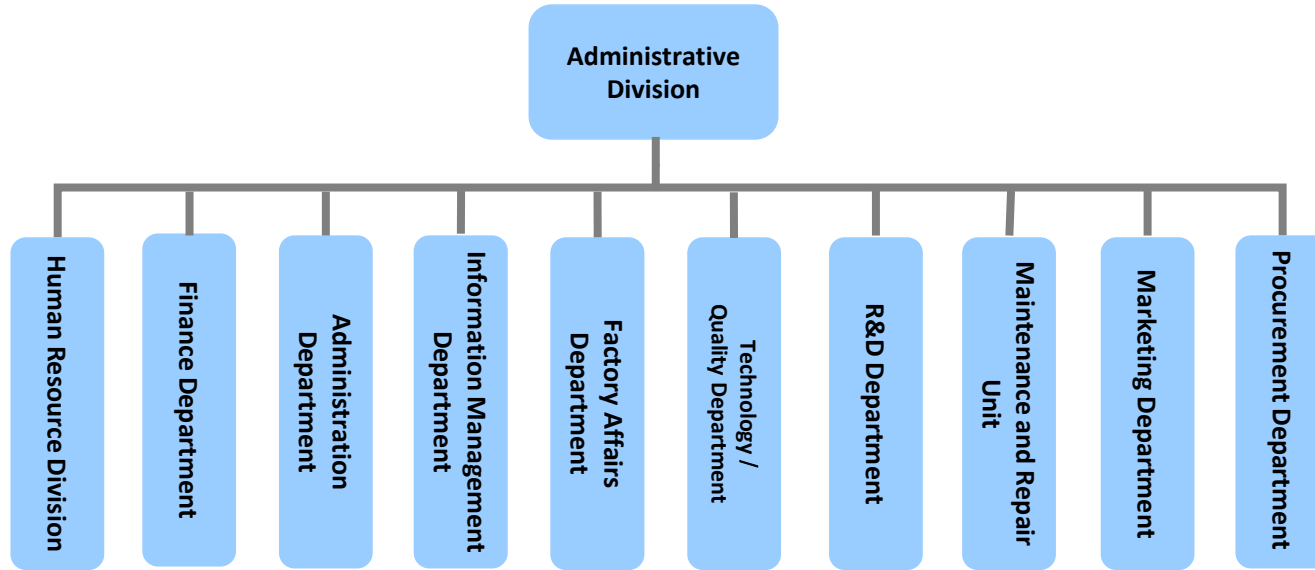 Administrative
Division
Human Resource Division
Finance Department
Administration
Department
Information Management
Department
Factory Affairs
Department
Technology /
Quality Department
R&D Department
Maintenance and Repair
Unit
Marketing Department
Procurement Department